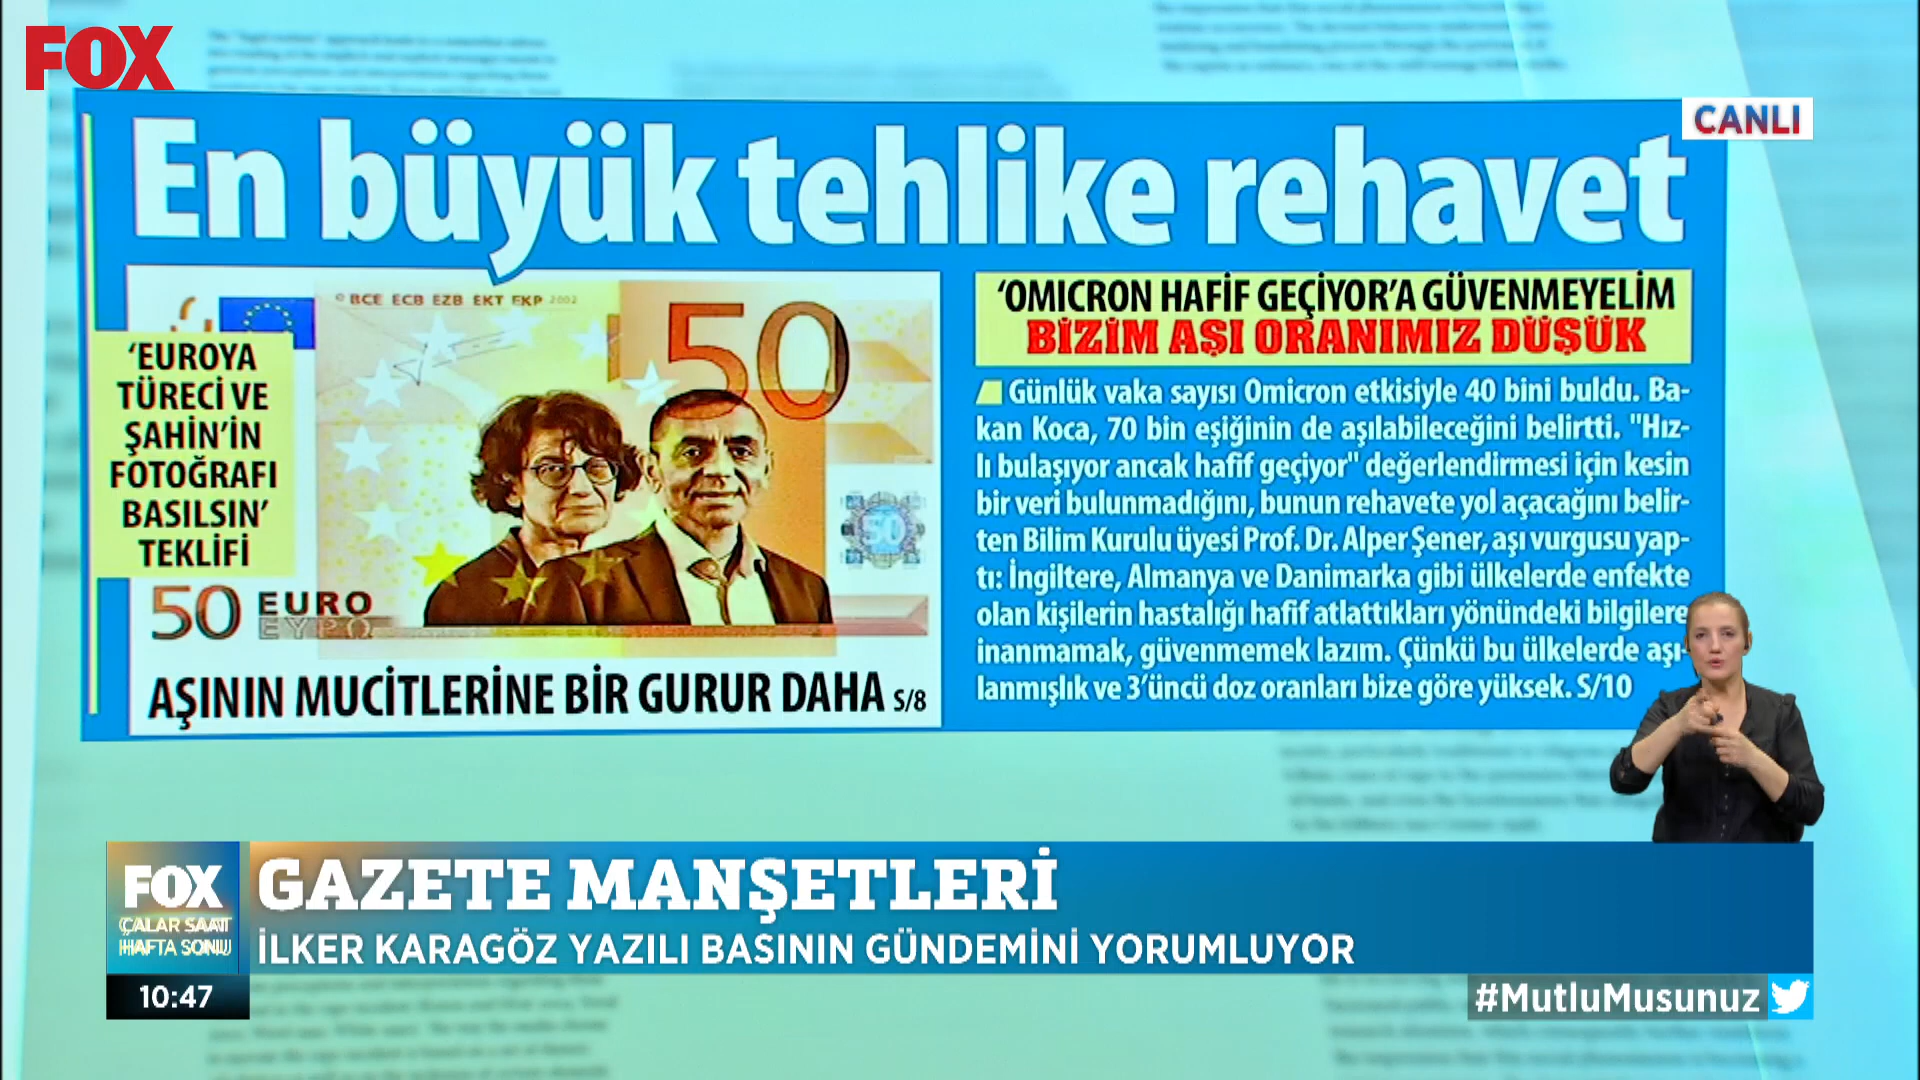 FOX
CANLI
En büyük tehlike rehavet
'EUROYA
TÜRECİ VE
ŞAHİN'İN
FOTOĞRAFI
BASILSIN'
TEKLİFİ
© BCE ECB EZB EKT EKP 2002
50
50
50 EURO
EYPΩ
AŞININ MUCİTLERİNE BİR GURUR DAHA S/8
'OMICRON HAFİF GEÇİYOR'A GÜVENMEYELİM
BİZİM AŞI ORANIMIZ DÜŞÜK
Günlük vaka sayısı Omicron etkisiyle 40 bini buldu. Ba-
kan Koca, 70 bin eşiğinin de aşılabileceğini belirtti. "Hız-
lı bulaşıyor ancak hafif geçiyor" değerlendirmesi için kesin
bir veri bulunmadığını, bunun rehavete yol açacağını belir-
ten Bilim Kurulu üyesi Prof. Dr. Alper Şener, aşı vurgusu yap-
tı: İngiltere, Almanya ve Danimarka gibi ülkelerde enfekte
olan kişilerin hastalığı hafif atlattıkları yönündeki bilgilere
inanmamak, güvenmemek lazım. Çünkü bu ülkelerde aşı-
lanmışlık ve 3'üncü doz oranları bize göre yüksek. S/10
FOX
ÇALAR SAAT
HAFTA SONU
GAZETE MANŞETLERİ
İLKER KARAGÖZ YAZILI BASININ GÜNDEMİNİ YORUMLUYOR
10:47
#MutluMusunuz